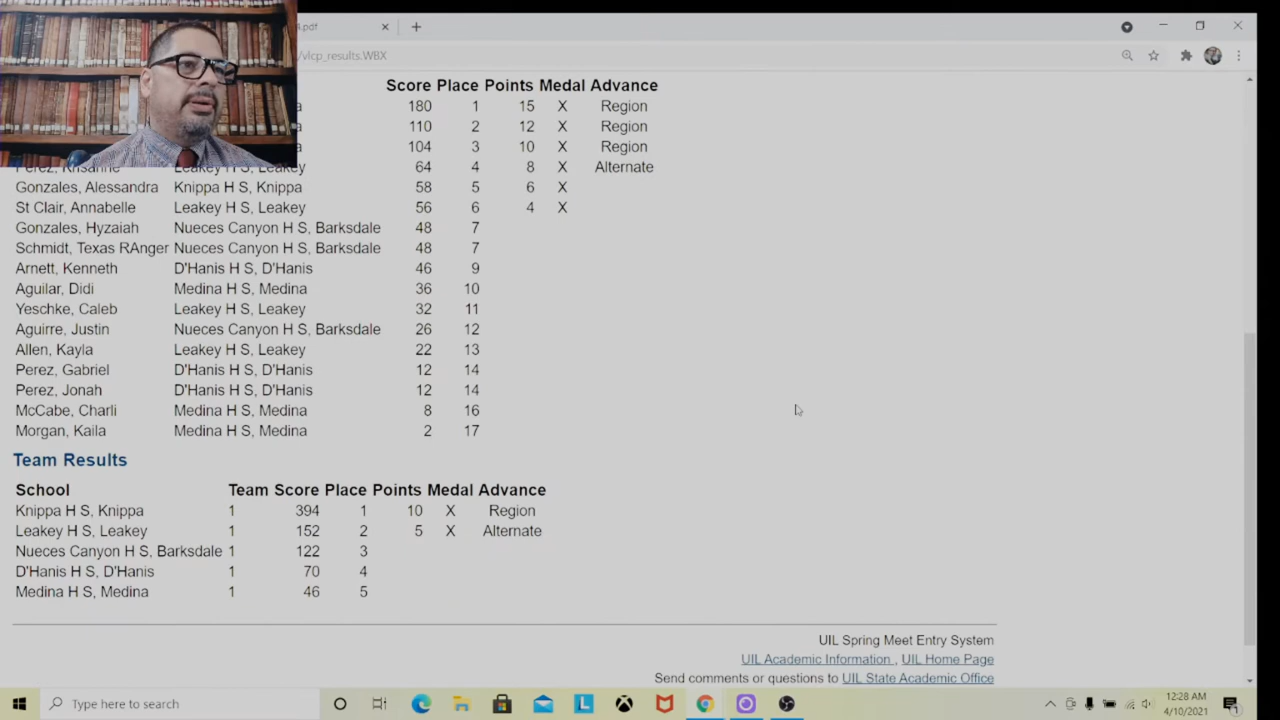 4.pdf
/vlcp_results.WBX
Score Place Points Medal Advance
a 180 1 15 X Region
a 110 2 12 X Region
a 104 3 10 X Region
Perez, Krisanne Leakey H S, Leakey 64 4 8 X Alternate
Gonzales, Alessandra Knippa H S, Knippa 58 5 6 X
St Clair, Annabelle Leakey H S, Leakey 56 6 4 X
Gonzales, Hyzaiah Nueces Canyon H S, Barksdale 48 7
Schmidt, Texas RAnger Nueces Canyon H S, Barksdale 48 7
Arnett, Kenneth D'Hanis H S, D'Hanis 46 9
Aguilar, Didi Medina H S, Medina 36 10
Yeschke, Caleb Leakey H S, Leakey 32 11
Aguirre, Justin Nueces Canyon H S, Barksdale 26 12
Allen, Kayla Leakey H S, Leakey 22 13
Perez, Gabriel D'Hanis H S, D'Hanis 12 14
Perez, Jonah D'Hanis H S, D'Hanis 12 14
McCabe, Charli Medina H S, Medina 8 16
Morgan, Kaila Medina H S, Medina 2 17
Team Results
School Team Score Place Points Medal Advance
Knippa H S, Knippa 1 394 1 10 X Region
Leakey H S, Leakey 1 152 2 5 X Alternate
Nueces Canyon H S, Barksdale 1 122 3
D'Hanis H S, D'Hanis 1 70 4
Medina H S, Medina 1 46 5
UIL Spring Meet Entry System
UIL Academic Information , UIL Home Page
Send comments or questions to UIL State Academic Office
Type here to search
12:28 AM
4/10/2021